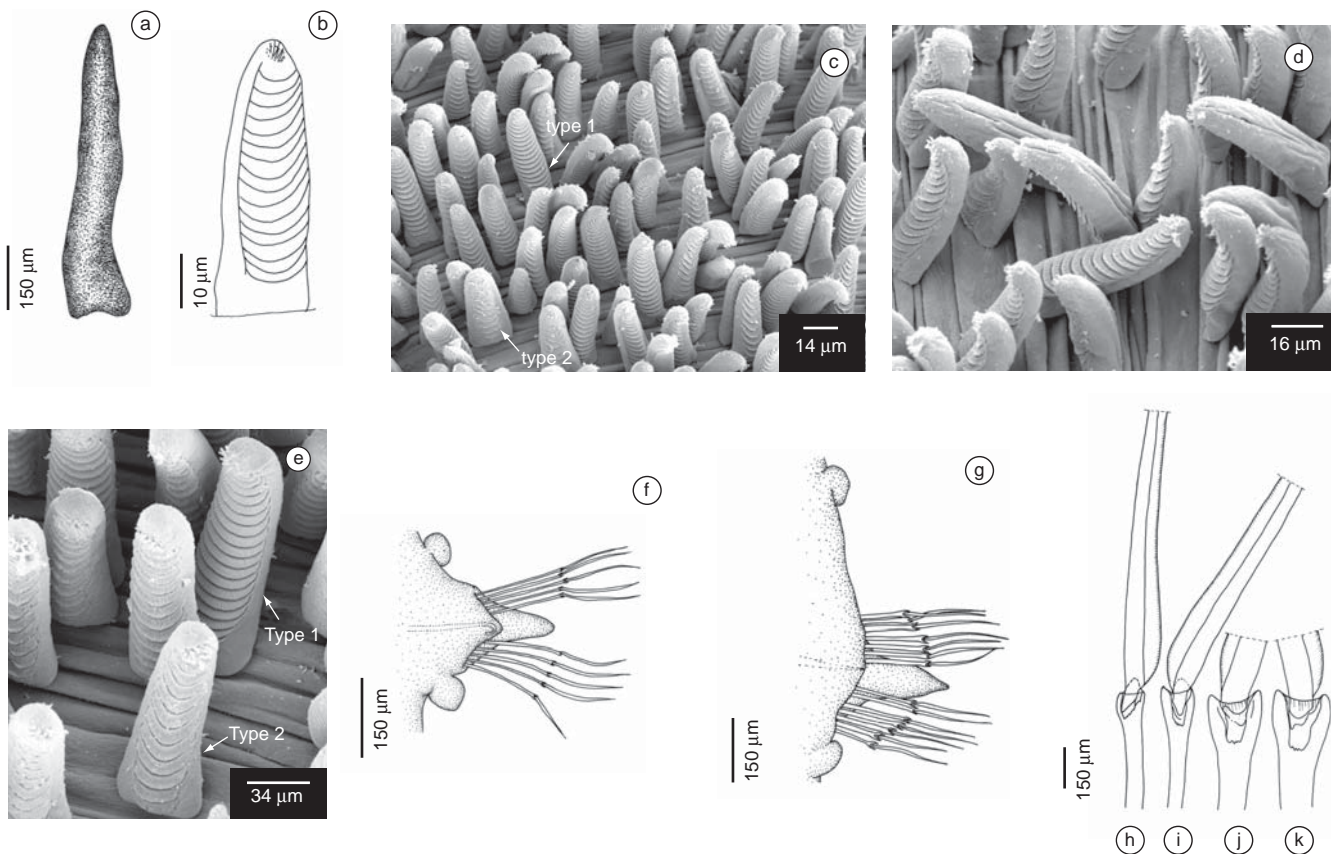 a
150 μm
b
10 μm
c
type 1
type 2
14 μm
d
16 μm
e
Type 1
Type 2
34 μm
f
150 μm
g
150 μm
150 μm
h i j k